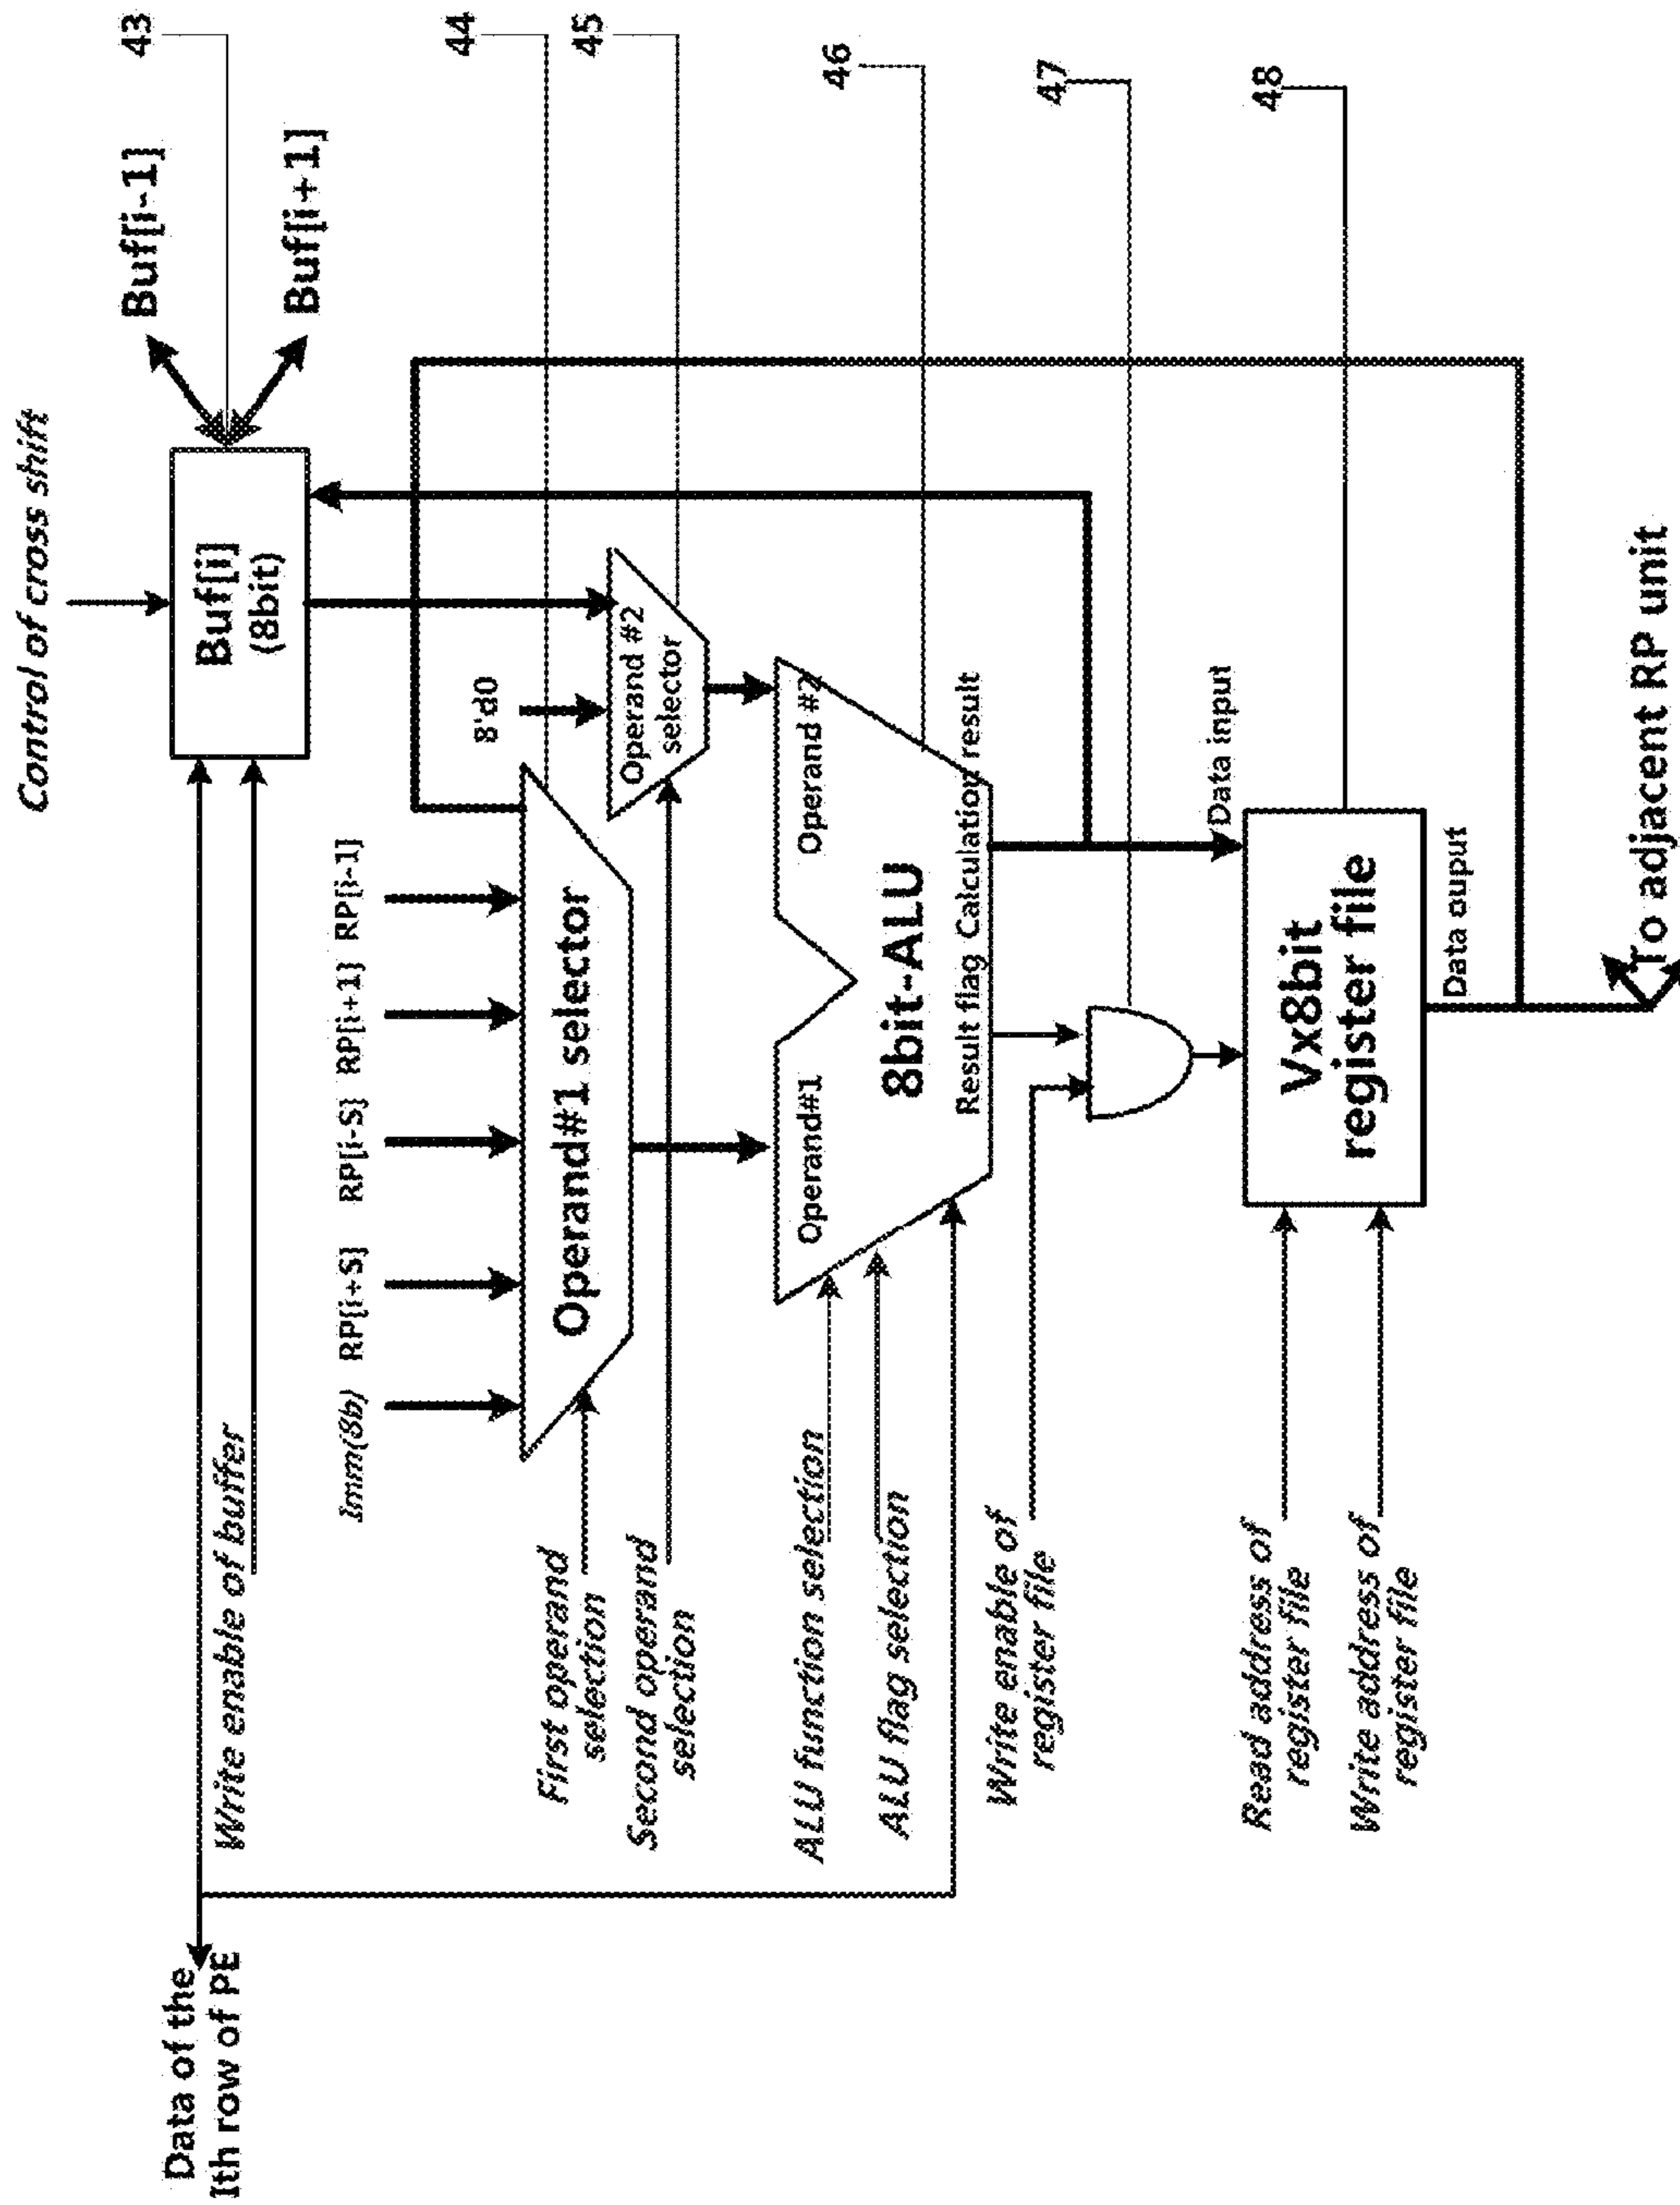 Control of cross shift
43
Buf[i-1]
Buf[i+1]
Data of the
Ith row of PE
Write enable of buffer
Buf[i]
(8bit)
Imm(8b)
RP[i+S]
RP[i-S]
RP[i+1]
RP[i-1]
8'd0
44
45
First operand
selection
Operand#1 selector
Second operand
selection
Operand #2
selector
ALU function selection
ALU flag selection
Operand#1
Operand #2
8bit-ALU
Result flag
Calculation result
46
Write enable of
register file
47
Data input
48
Read address of
register file
Write address of
register file
Vx8bit
register file
Data ouput
To adjacent RP unit